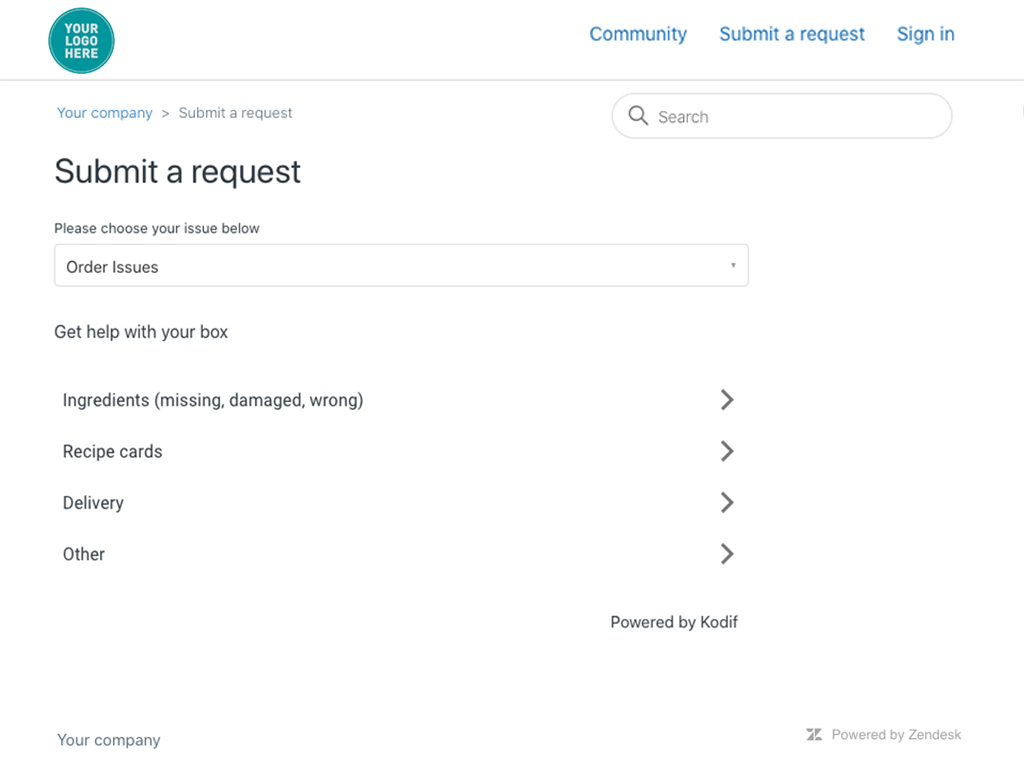 YOUR
LOGO
HERE
Community Submit a request Sign in
Your company > Submit a request
Search
Submit a request
Please choose your issue below
Order Issues
Get help with your box
Ingredients (missing, damaged, wrong)
Recipe cards
Delivery
Other
Powered by Kodif
Your company
Powered by Zendesk